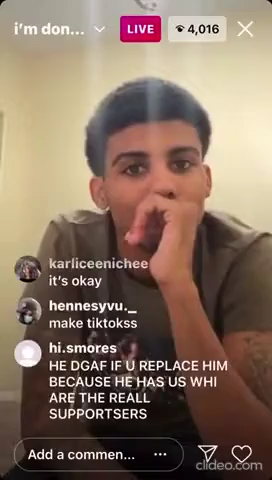 i'm don...
LIVE
4,016
karliceenichee
it's okay
hennesyvu._
make tiktokss
hi.smores
HE DGAF IF U REPLACE HIM
BECAUSE HE HAS US WHI
ARE THE REALL
SUPPORTSERS
Add a commen...
clideo.com